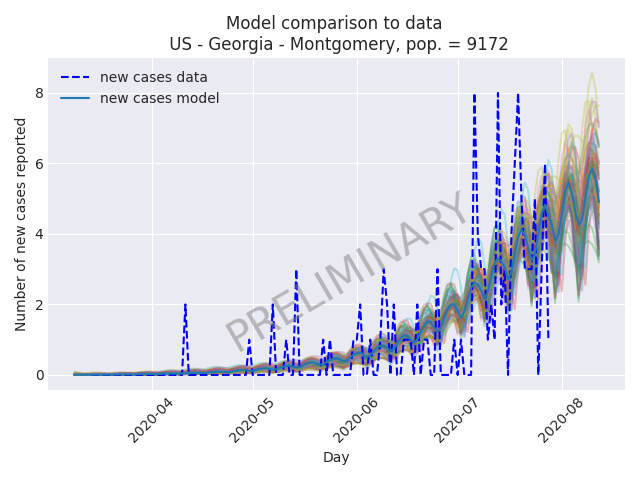 Model comparison to data
US - Georgia - Montgomery, pop. = 9172
new cases data
new cases model
8
6
4
2
0
Number of new cases reported
PRELIMINARY
2020-04
2020-05
2020-06
2020-07
2020-08
Day